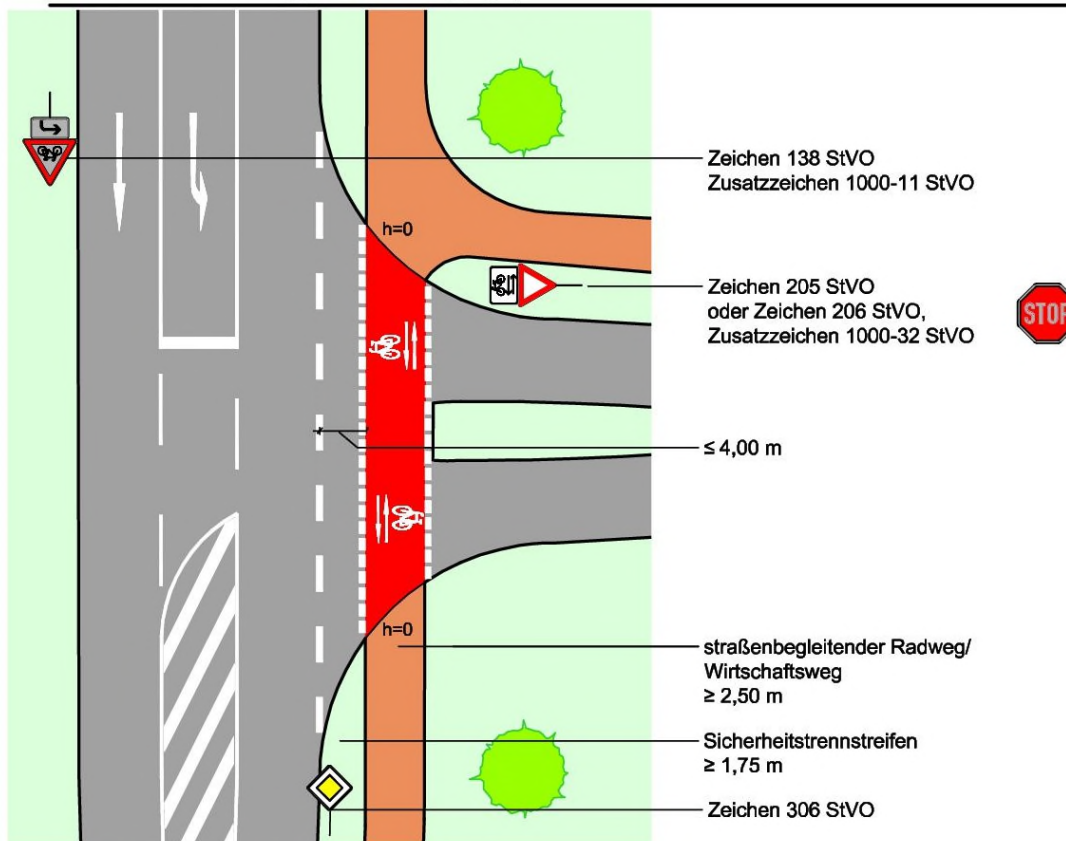 Zeichen 138 StVO
Zusatzzeichen 1000-11 StVO
h=0
Zeichen 205 StVO
oder Zeichen 206 StVO,
Zusatzzeichen 1000-32 StVO
STOP
≤ 4,00 m
h=0
straßenbegleitender Radweg/
Wirtschaftsweg
≥ 2,50 m
Sicherheitstrennstreifen
≥ 1,75 m
Zeichen 306 StVO